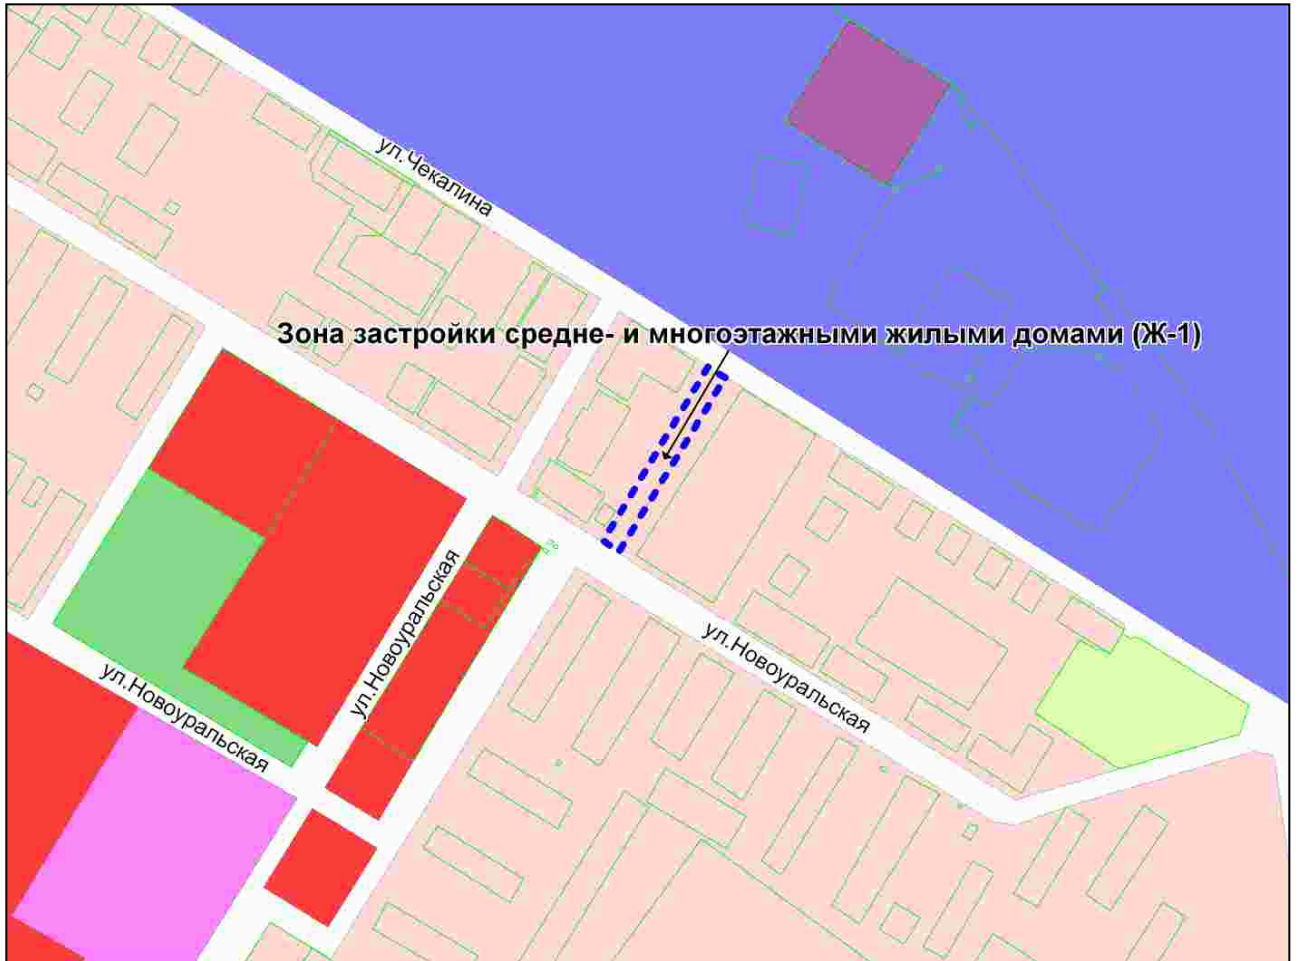 ул.Чекалина
Зона застройки средне- и многоэтажными жилыми домами (Ж-1)
ул.Новоуральская
ул.Новоуральская
ул.Новоуральская